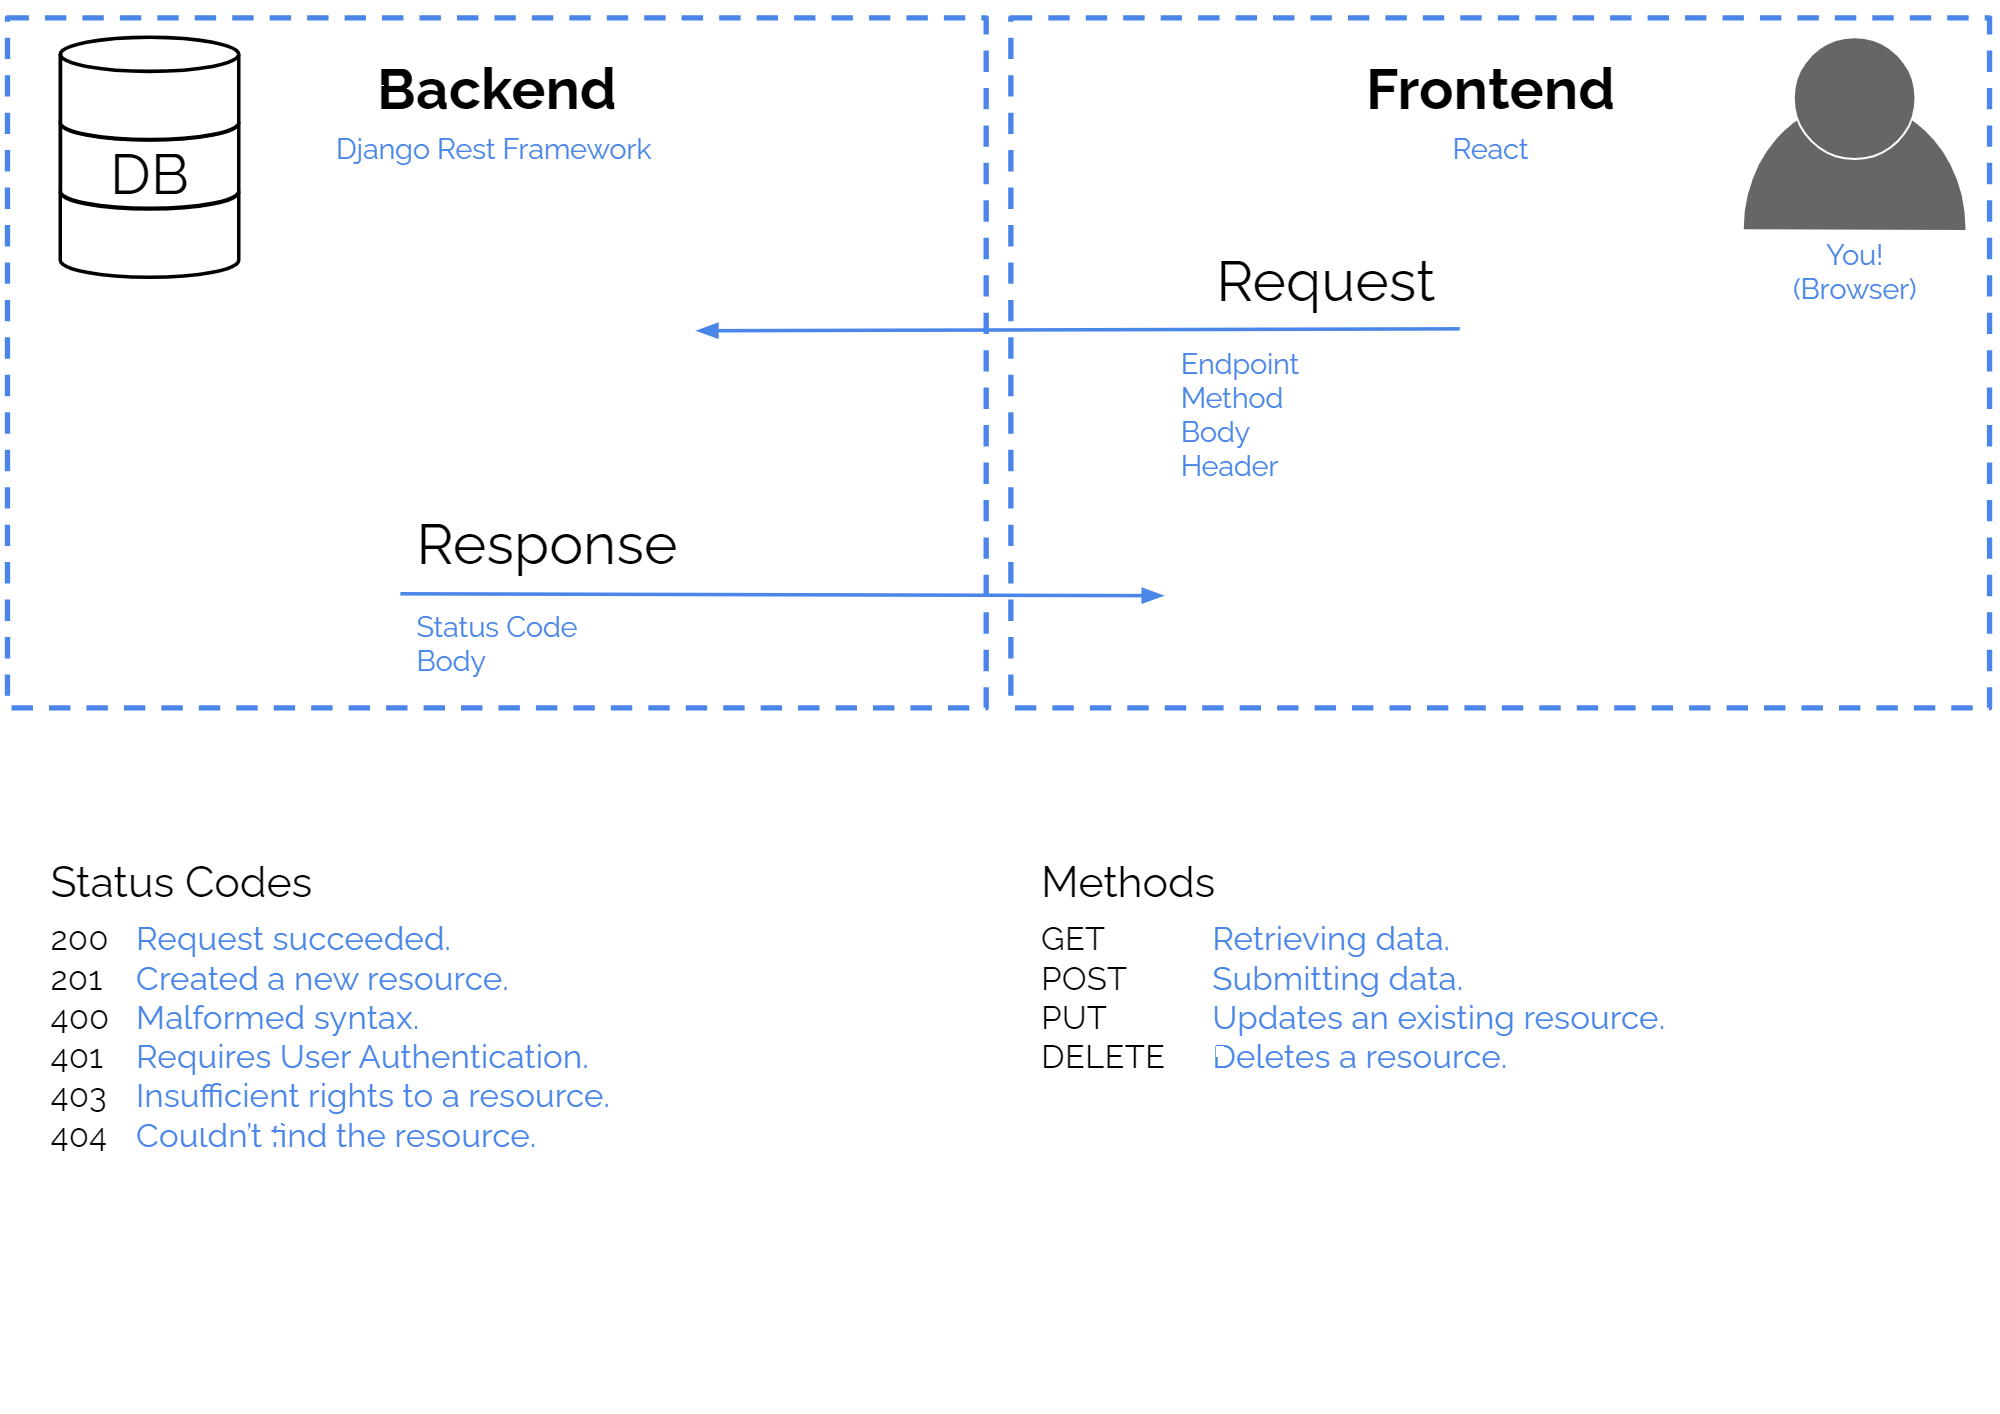 DB
Backend
Django Rest Framework
Frontend
React
You!
(Browser)
Request
Endpoint
Method
Body
Header
Response
Status Code
Body
Status Codes
200 Request succeeded.
201 Created a new resource.
400 Malformed syntax.
401 Requires User Authentication.
403 Insufficient rights to a resource.
404 Couldn’t find the resource.
Methods
GET Retrieving data.
POST Submitting data.
PUT Updates an existing resource.
DELETE Deletes a resource.